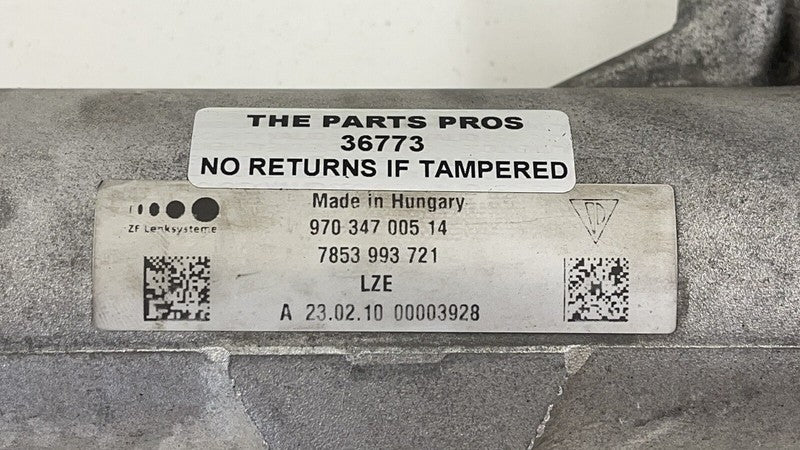 THE PARTS PROS
36773
NO RETURNS IF TAMPERED
Made in Hungary
ZF Lenksysteme
970 347 005 14
7853 993 721
LZE
A 23.02.10 00003928